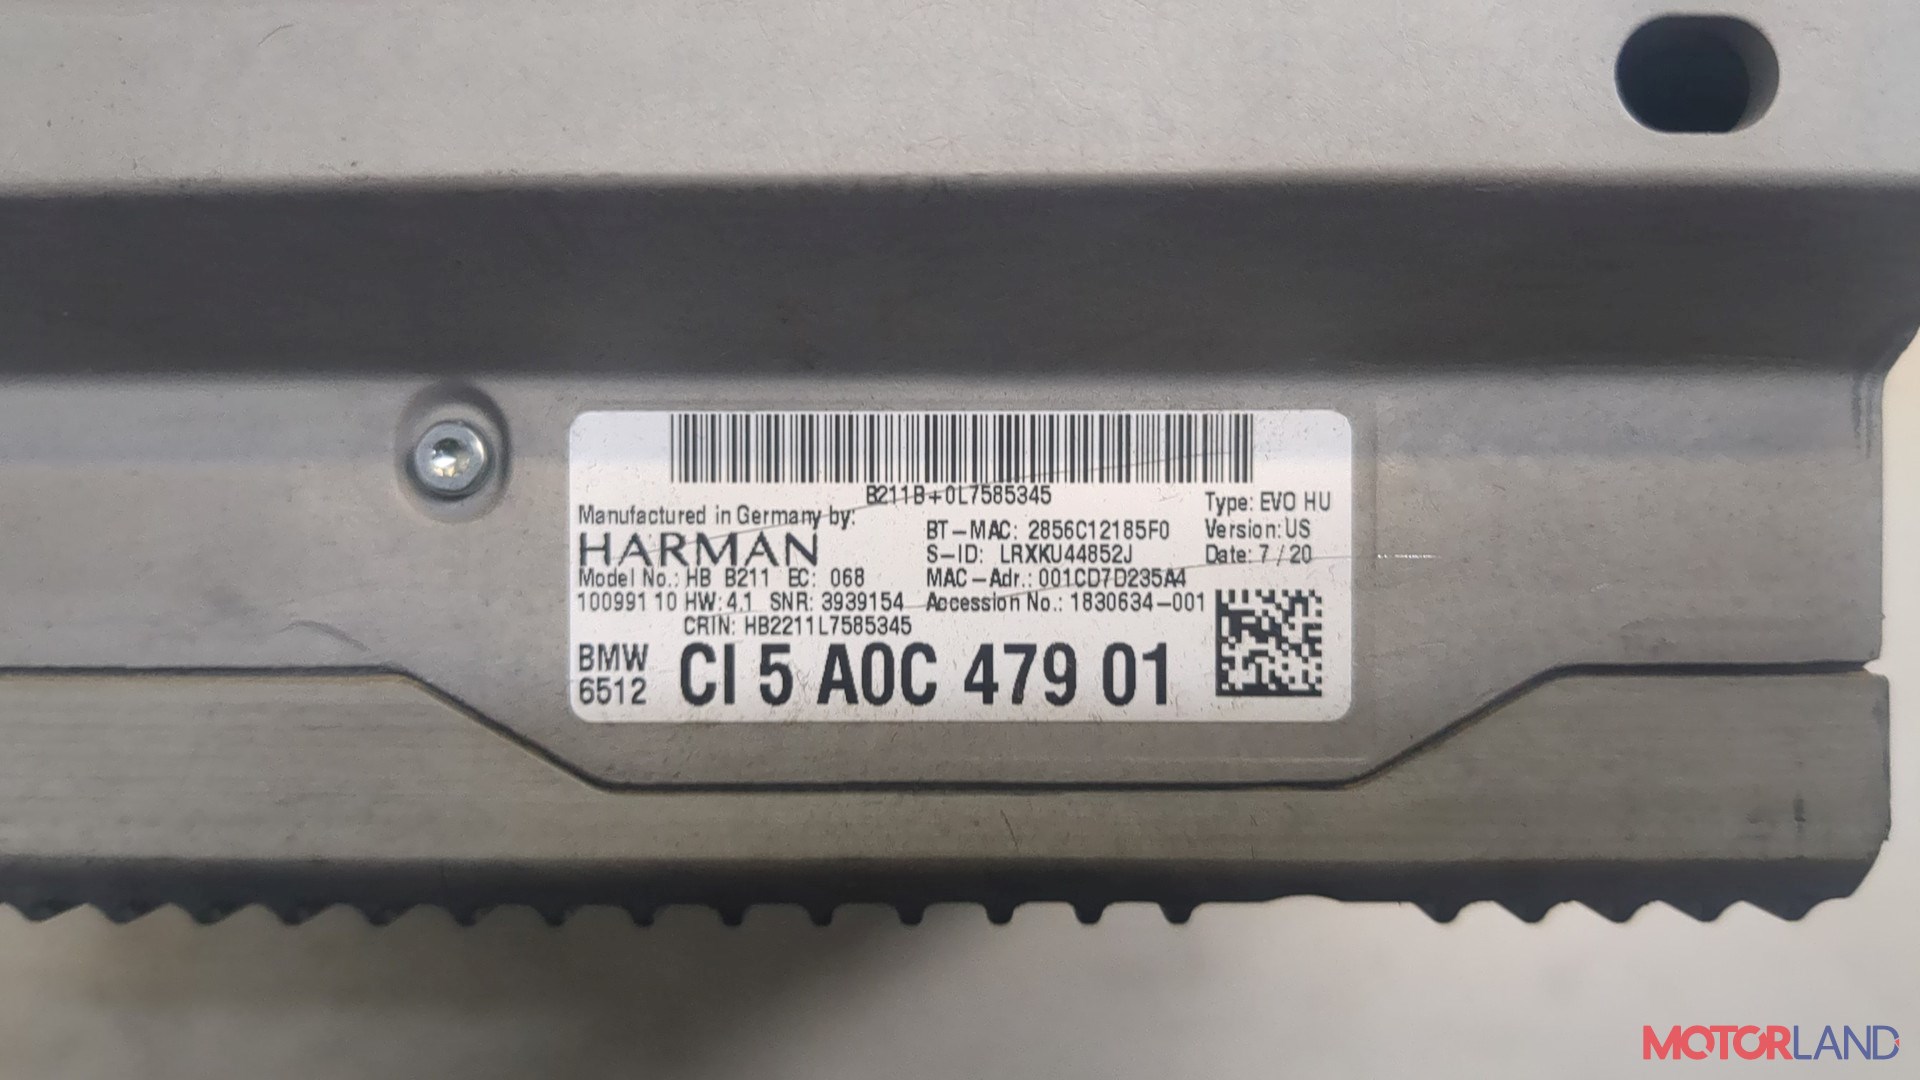 B211B+0L7585345
Manufactured in Germany by:
HARMAN
Model No.: HB B211 EC: 068
10099110 HW: 4.1 SNR: 3939154
CRIN: HB2211L7585345
BT-MAC: 2856C12185F0
S-ID: LRXKU44852J
MAC-Adr.: 001CD7D235A4
Accession No.: 1830634-001
Type: EVO HU
Version: US
Date: 7 / 20
BMW
6512
CI 5 A0C 479 01
MOTORLAND